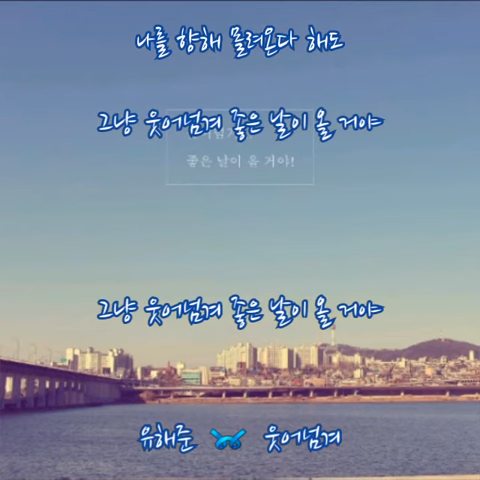 나를 향해 몰려온다 해도
그냥 웃어넘겨 좋은 날이 올 거야
좋은 날이 올 거야!
그냥 웃어넘겨 좋은 날이 올 거야
유해준 웃어넘겨